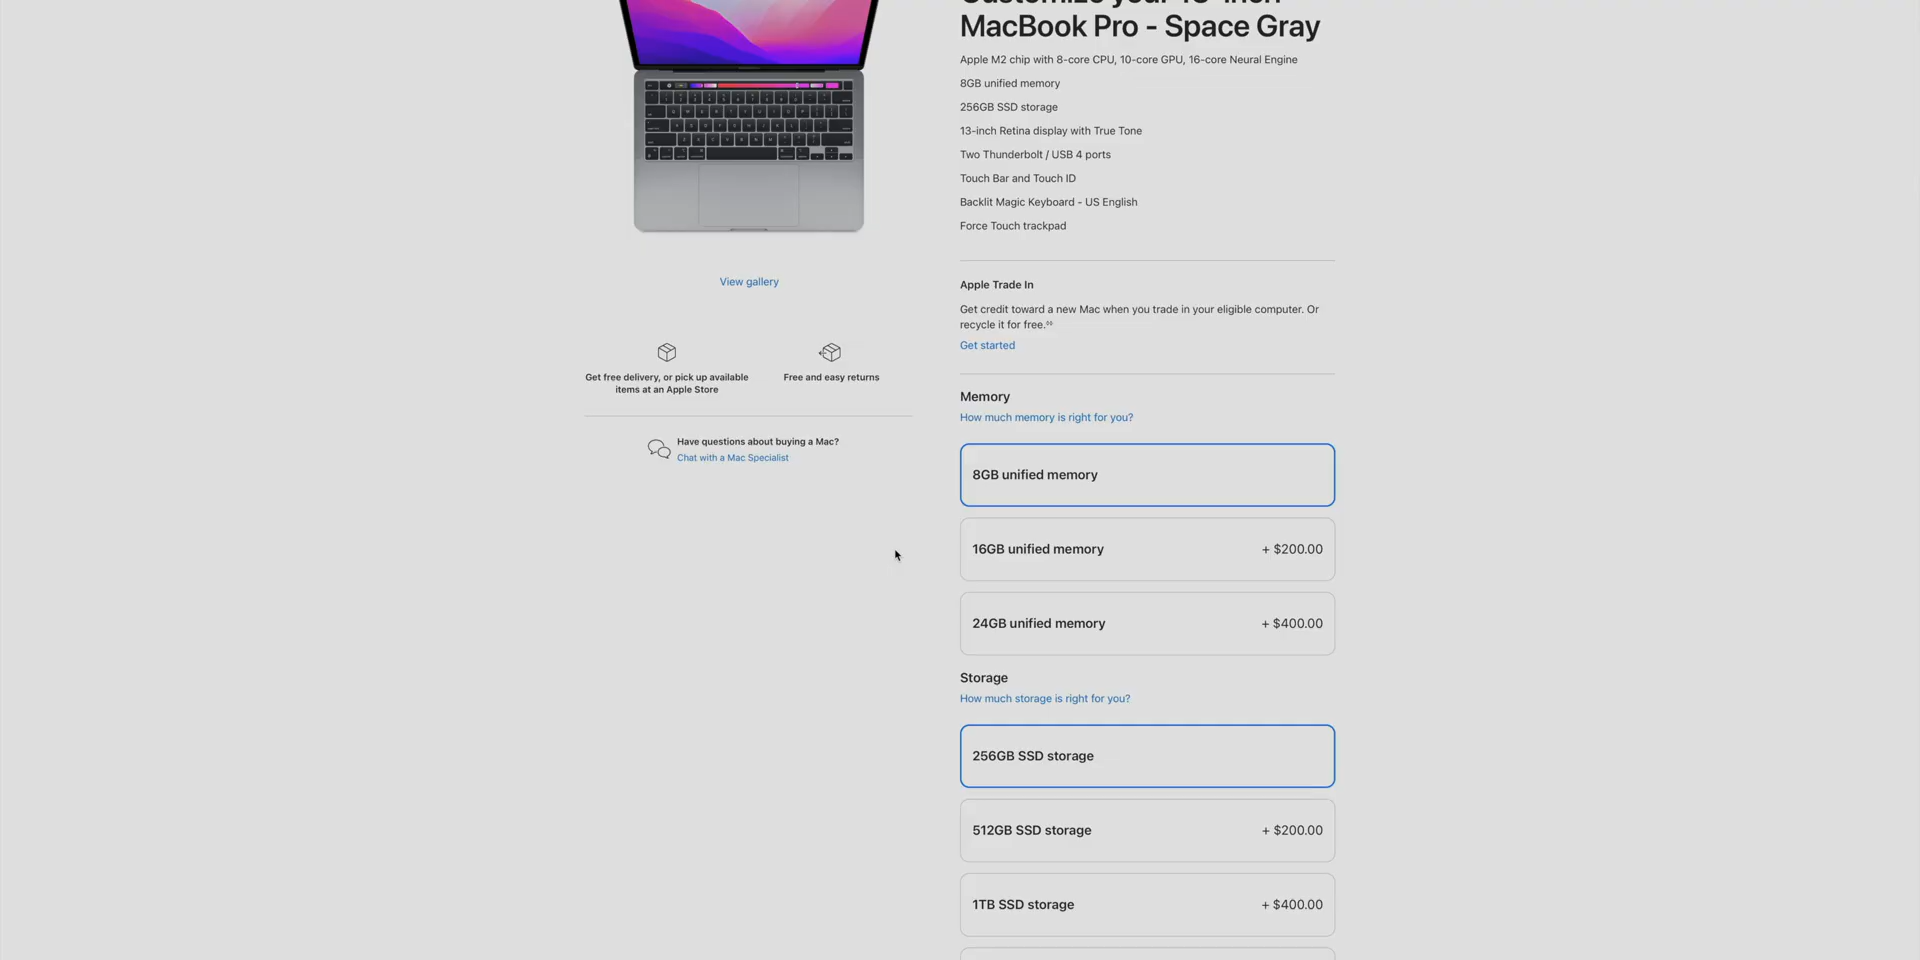 Customize your 13-inch
MacBook Pro - Space Gray
Apple M2 chip with 8-core CPU, 10-core GPU, 16-core Neural Engine
8GB unified memory
256GB SSD storage
13-inch Retina display with True Tone
Two Thunderbolt / USB 4 ports
Touch Bar and Touch ID
Backlit Magic Keyboard - US English
Force Touch trackpad
View gallery
Get free delivery, or pick up available
items at an Apple Store
Free and easy returns
Have questions about buying a Mac?
Chat with a Mac Specialist
Apple Trade In
Get credit toward a new Mac when you trade in your eligible computer. Or
recycle it for free.
Get started
Memory
How much memory is right for you?
8GB unified memory
16GB unified memory + $200.00
24GB unified memory + $400.00
Storage
How much storage is right for you?
256GB SSD storage
512GB SSD storage + $200.00
1TB SSD storage + $400.00